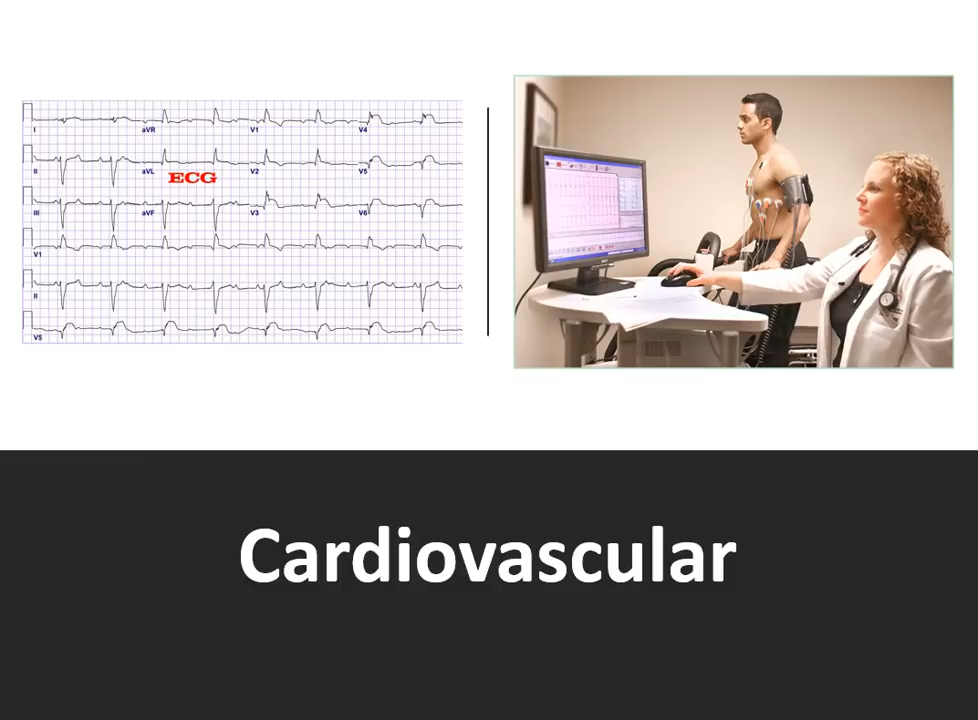 I aVR V1 V4
II aVL V2 V5
ECG
III aVF V3 V6
V1
II
V5
Cardiovascular